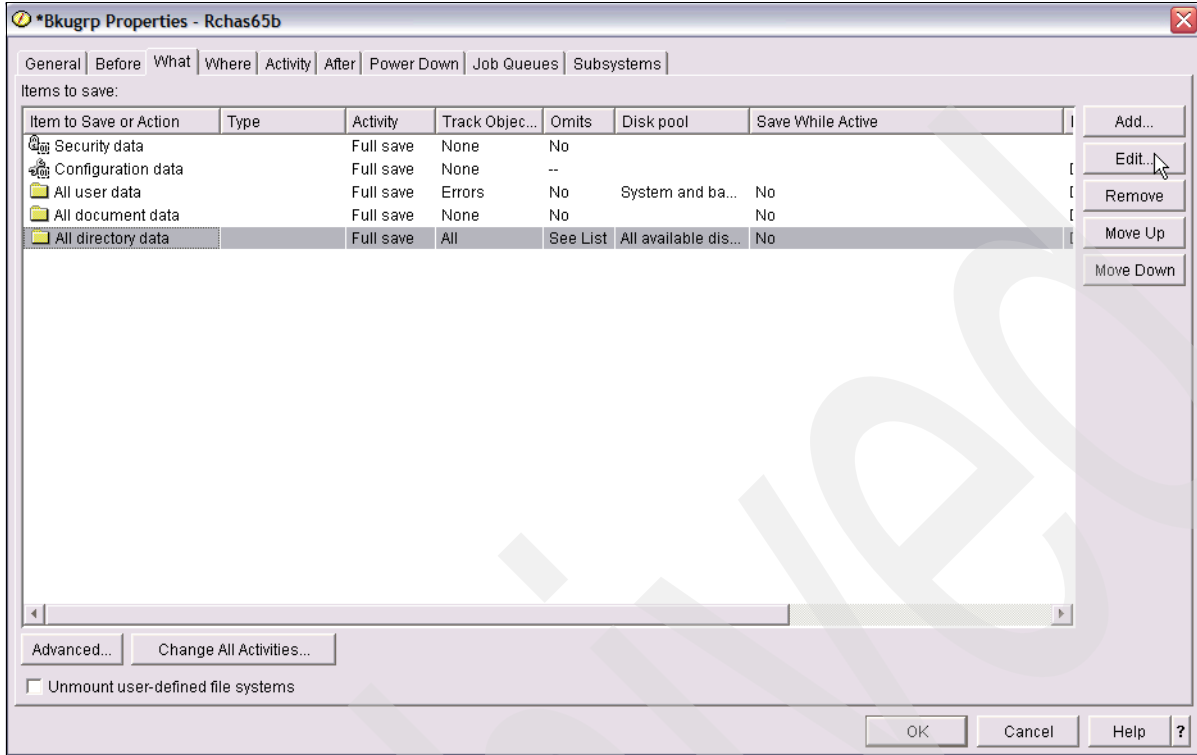 *Bkugrp Properties - Rchas65b
General Before What Where Activity After Power Down Job Queues Subsystems
Items to save:
Item to Save or Action Type Activity Track Objec... Omits Disk pool Save While Active
Security data Full save None No
Configuration data Full save None --
All user data Full save Errors No System and ba... No
All document data Full save None No No
All directory data Full save All See List All available dis... No
Add...
Edit...
Remove
Move Up
Move Down
Advanced... Change All Activities...
Unmount user-defined file systems
OK Cancel Help ?